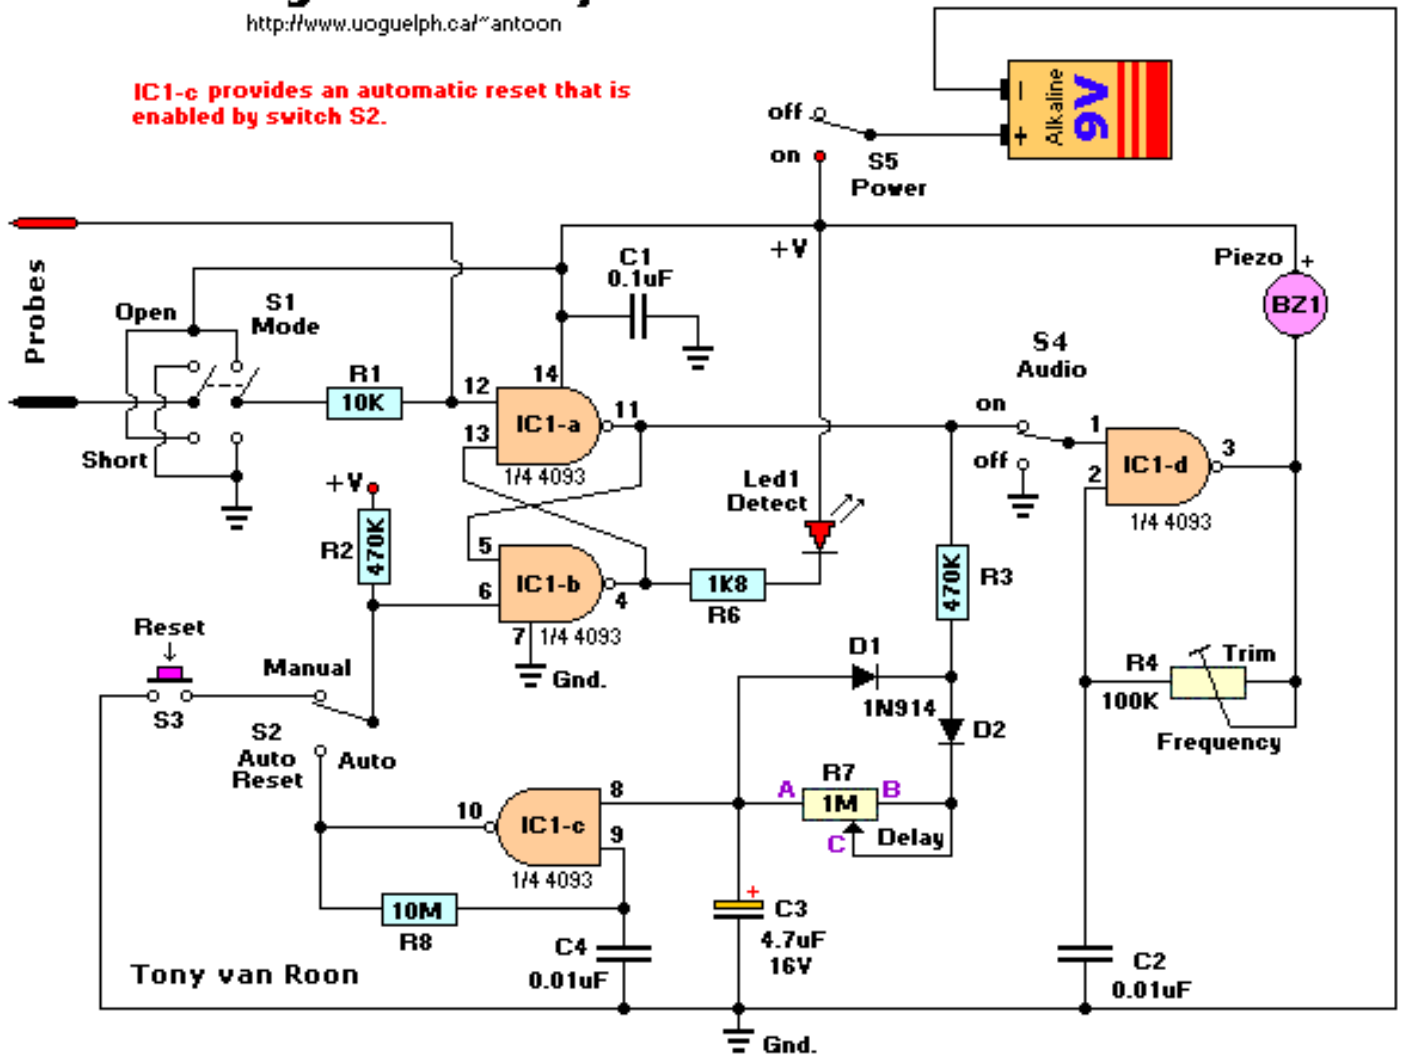 http://www.uoguelph.ca/~antoon
IC1-c provides an automatic reset that is
enabled by switch S2.
off
on
S5
Power
−
+
Alkaline
9V
+V
Probes
Open
S1
Mode
Short
C1
0.1uF
R1
10K
12
13
14
IC1-a
11
1/4 4093
S4
Audio
on
off
Piezo
+
BZ1
1
2
IC1-d
3
1/4 4093
+V
R2
470K
5
6
IC1-b
4
7
1/4 4093
Gnd.
1K8
R6
Led1
Detect
470K
R3
Reset
S3
Manual
S2
Auto
Reset
Auto
D1
1N914
D2
R4
100K
Trim
Frequency
10
IC1-c
8
9
1/4 4093
A
R7
1M
B
C
Delay
10M
R8
C4
0.01uF
+
C3
4.7uF
16V
C2
0.01uF
Tony van Roon
Gnd.